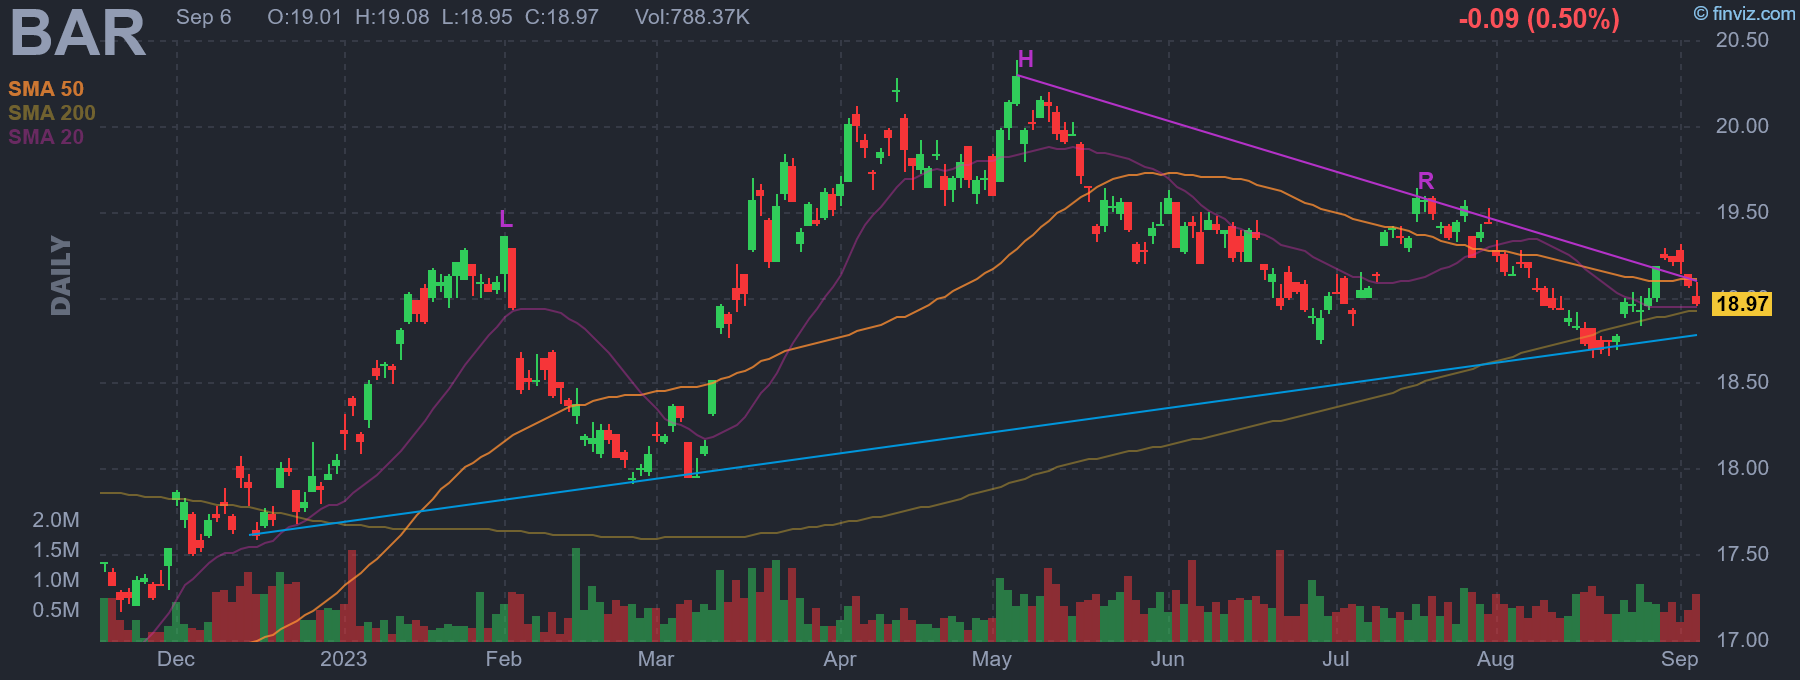 BAR Sep 6 O:19.01 H:19.08 L:18.95 C:18.97 Vol:788.37K -0.09 (0.50%) © finviz.com
SMA 50
SMA 200
SMA 20
DAILY
L
H
R
20.50
20.00
19.50
18.97
18.50
18.00
17.50
17.00
2.0M
1.5M
1.0M
0.5M
Dec 2023 Feb Mar Apr May Jun Jul Aug Sep